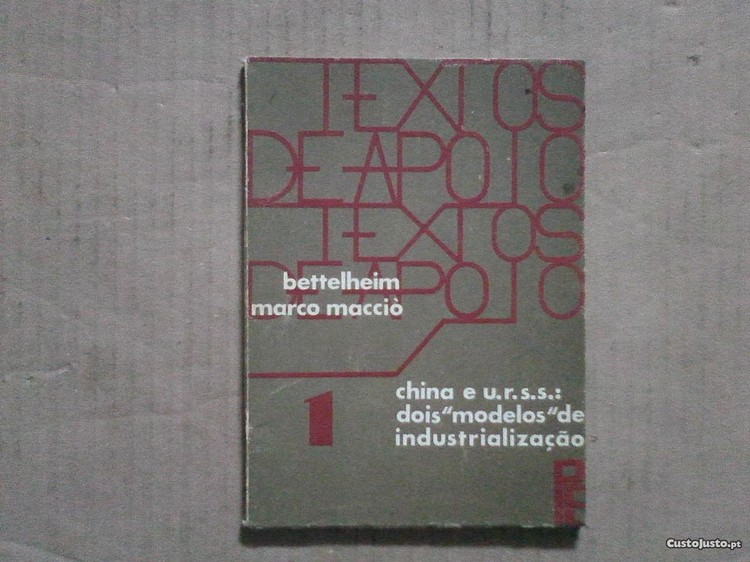 TEXTOS
DE APOIO
TEXTOS
DE APOIO
bettelheim
marco macciò
1
china e u.r.s.s.:
dois "modelos" de
industrialização
CustoJusto.pt